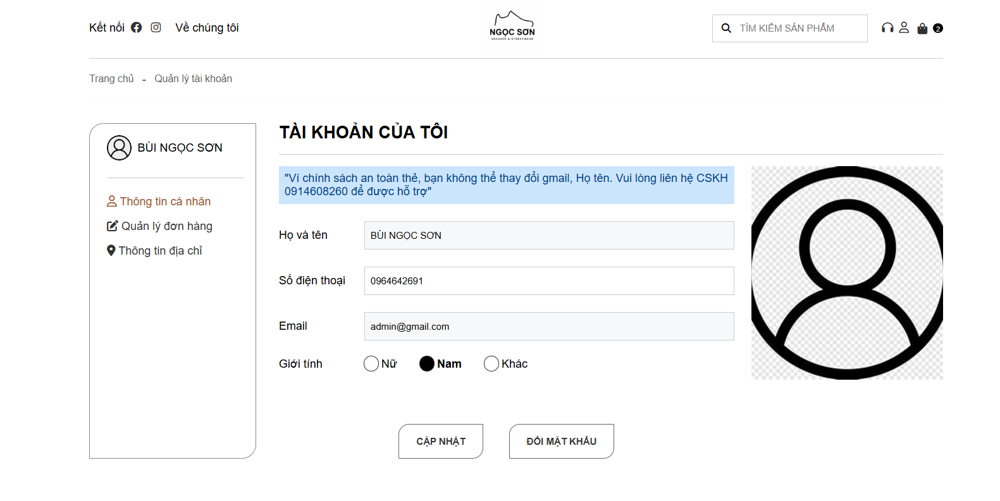 Kết nối Về chúng tôi
NGỌC SƠN
SNEAKER & STREETWEAR
TÌM KIẾM SẢN PHẨM
2
Trang chủ - Quản lý tài khoản
BÙI NGỌC SƠN
Thông tin cá nhân
Quản lý đơn hàng
Thông tin địa chỉ
TÀI KHOẢN CỦA TÔI
"Vì chính sách an toàn thẻ, bạn không thể thay đổi gmail, Họ tên. Vui lòng liên hệ CSKH
0914608260 để được hỗ trợ"
Họ và tên BÙI NGỌC SƠN
Số điện thoại 0964642691
Email admin@gmail.com
Giới tính Nữ Nam Khác
CẬP NHẬT ĐỔI MẬT KHẨU